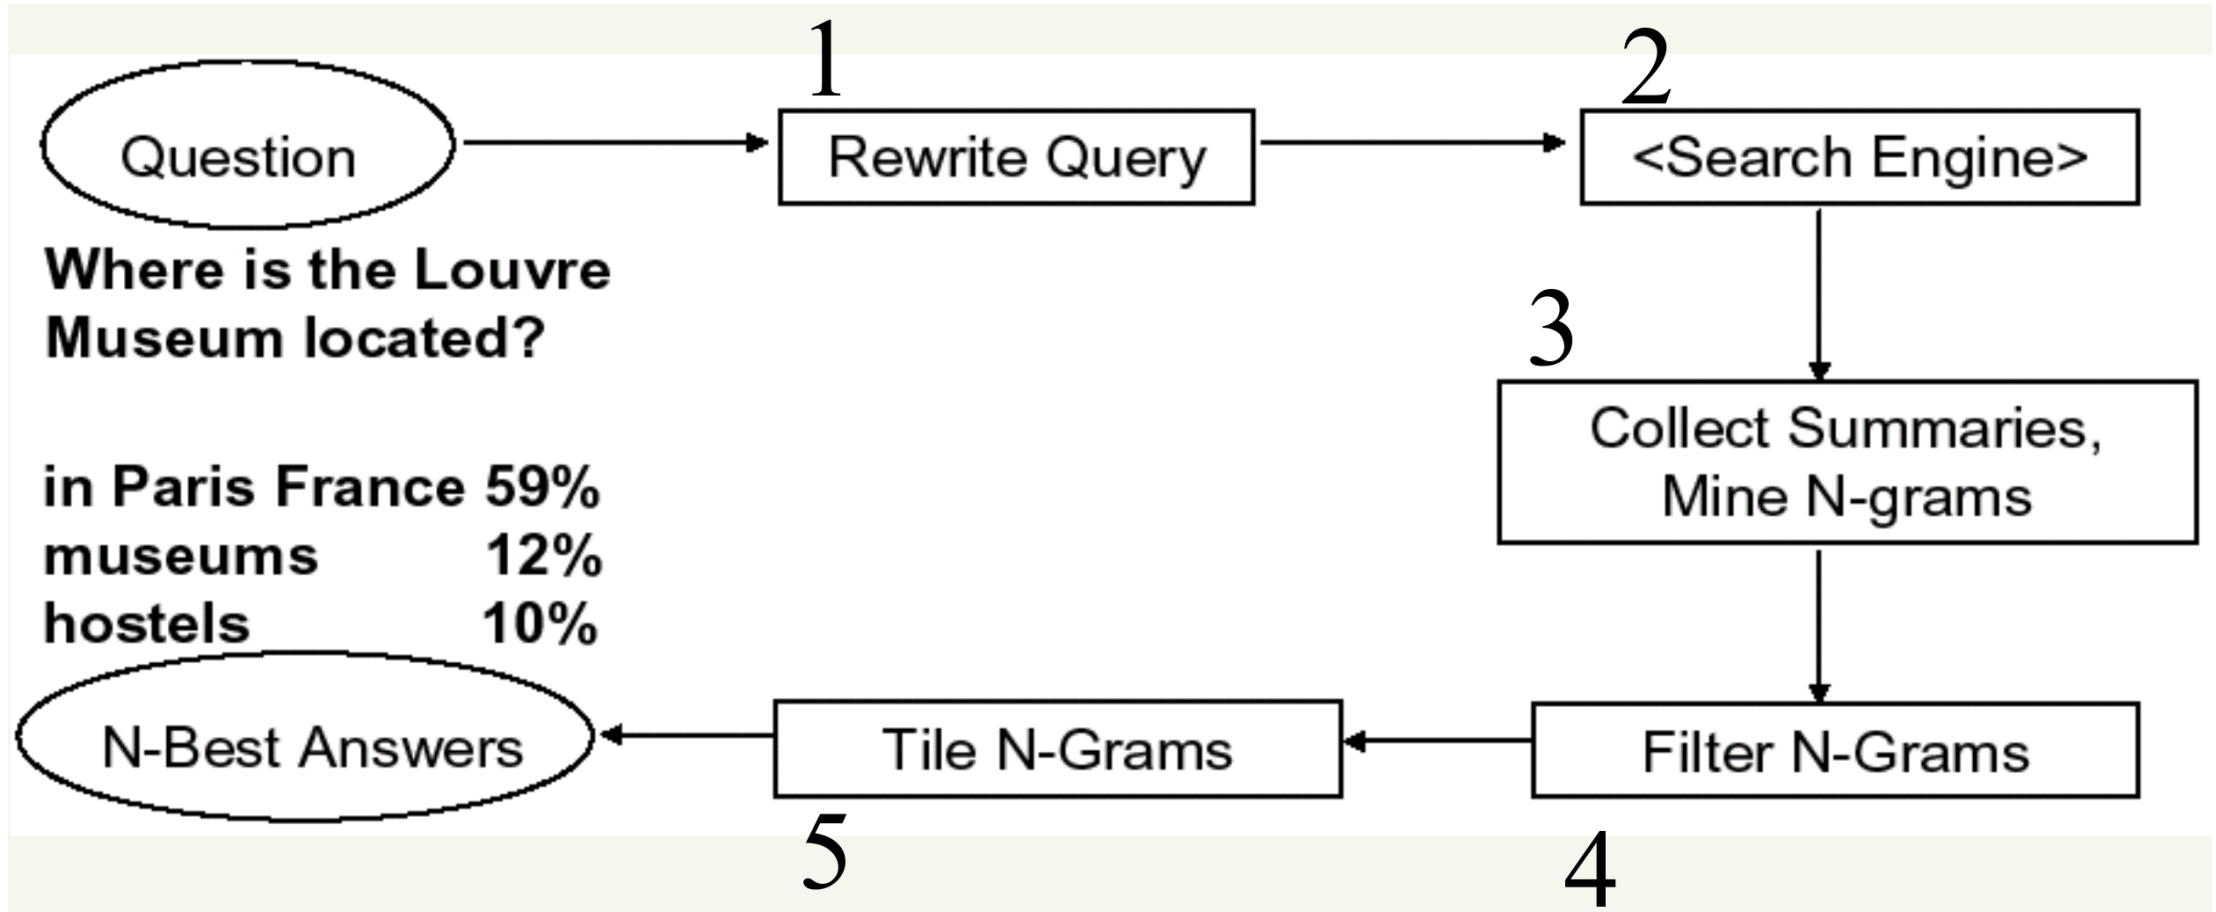 1
2
Question
Rewrite Query
<Search Engine>
Where is the Louvre
Museum located?
3
Collect Summaries,
Mine N-grams
in Paris France 59%
museums 12%
hostels 10%
N-Best Answers
Tile N-Grams
Filter N-Grams
5
4